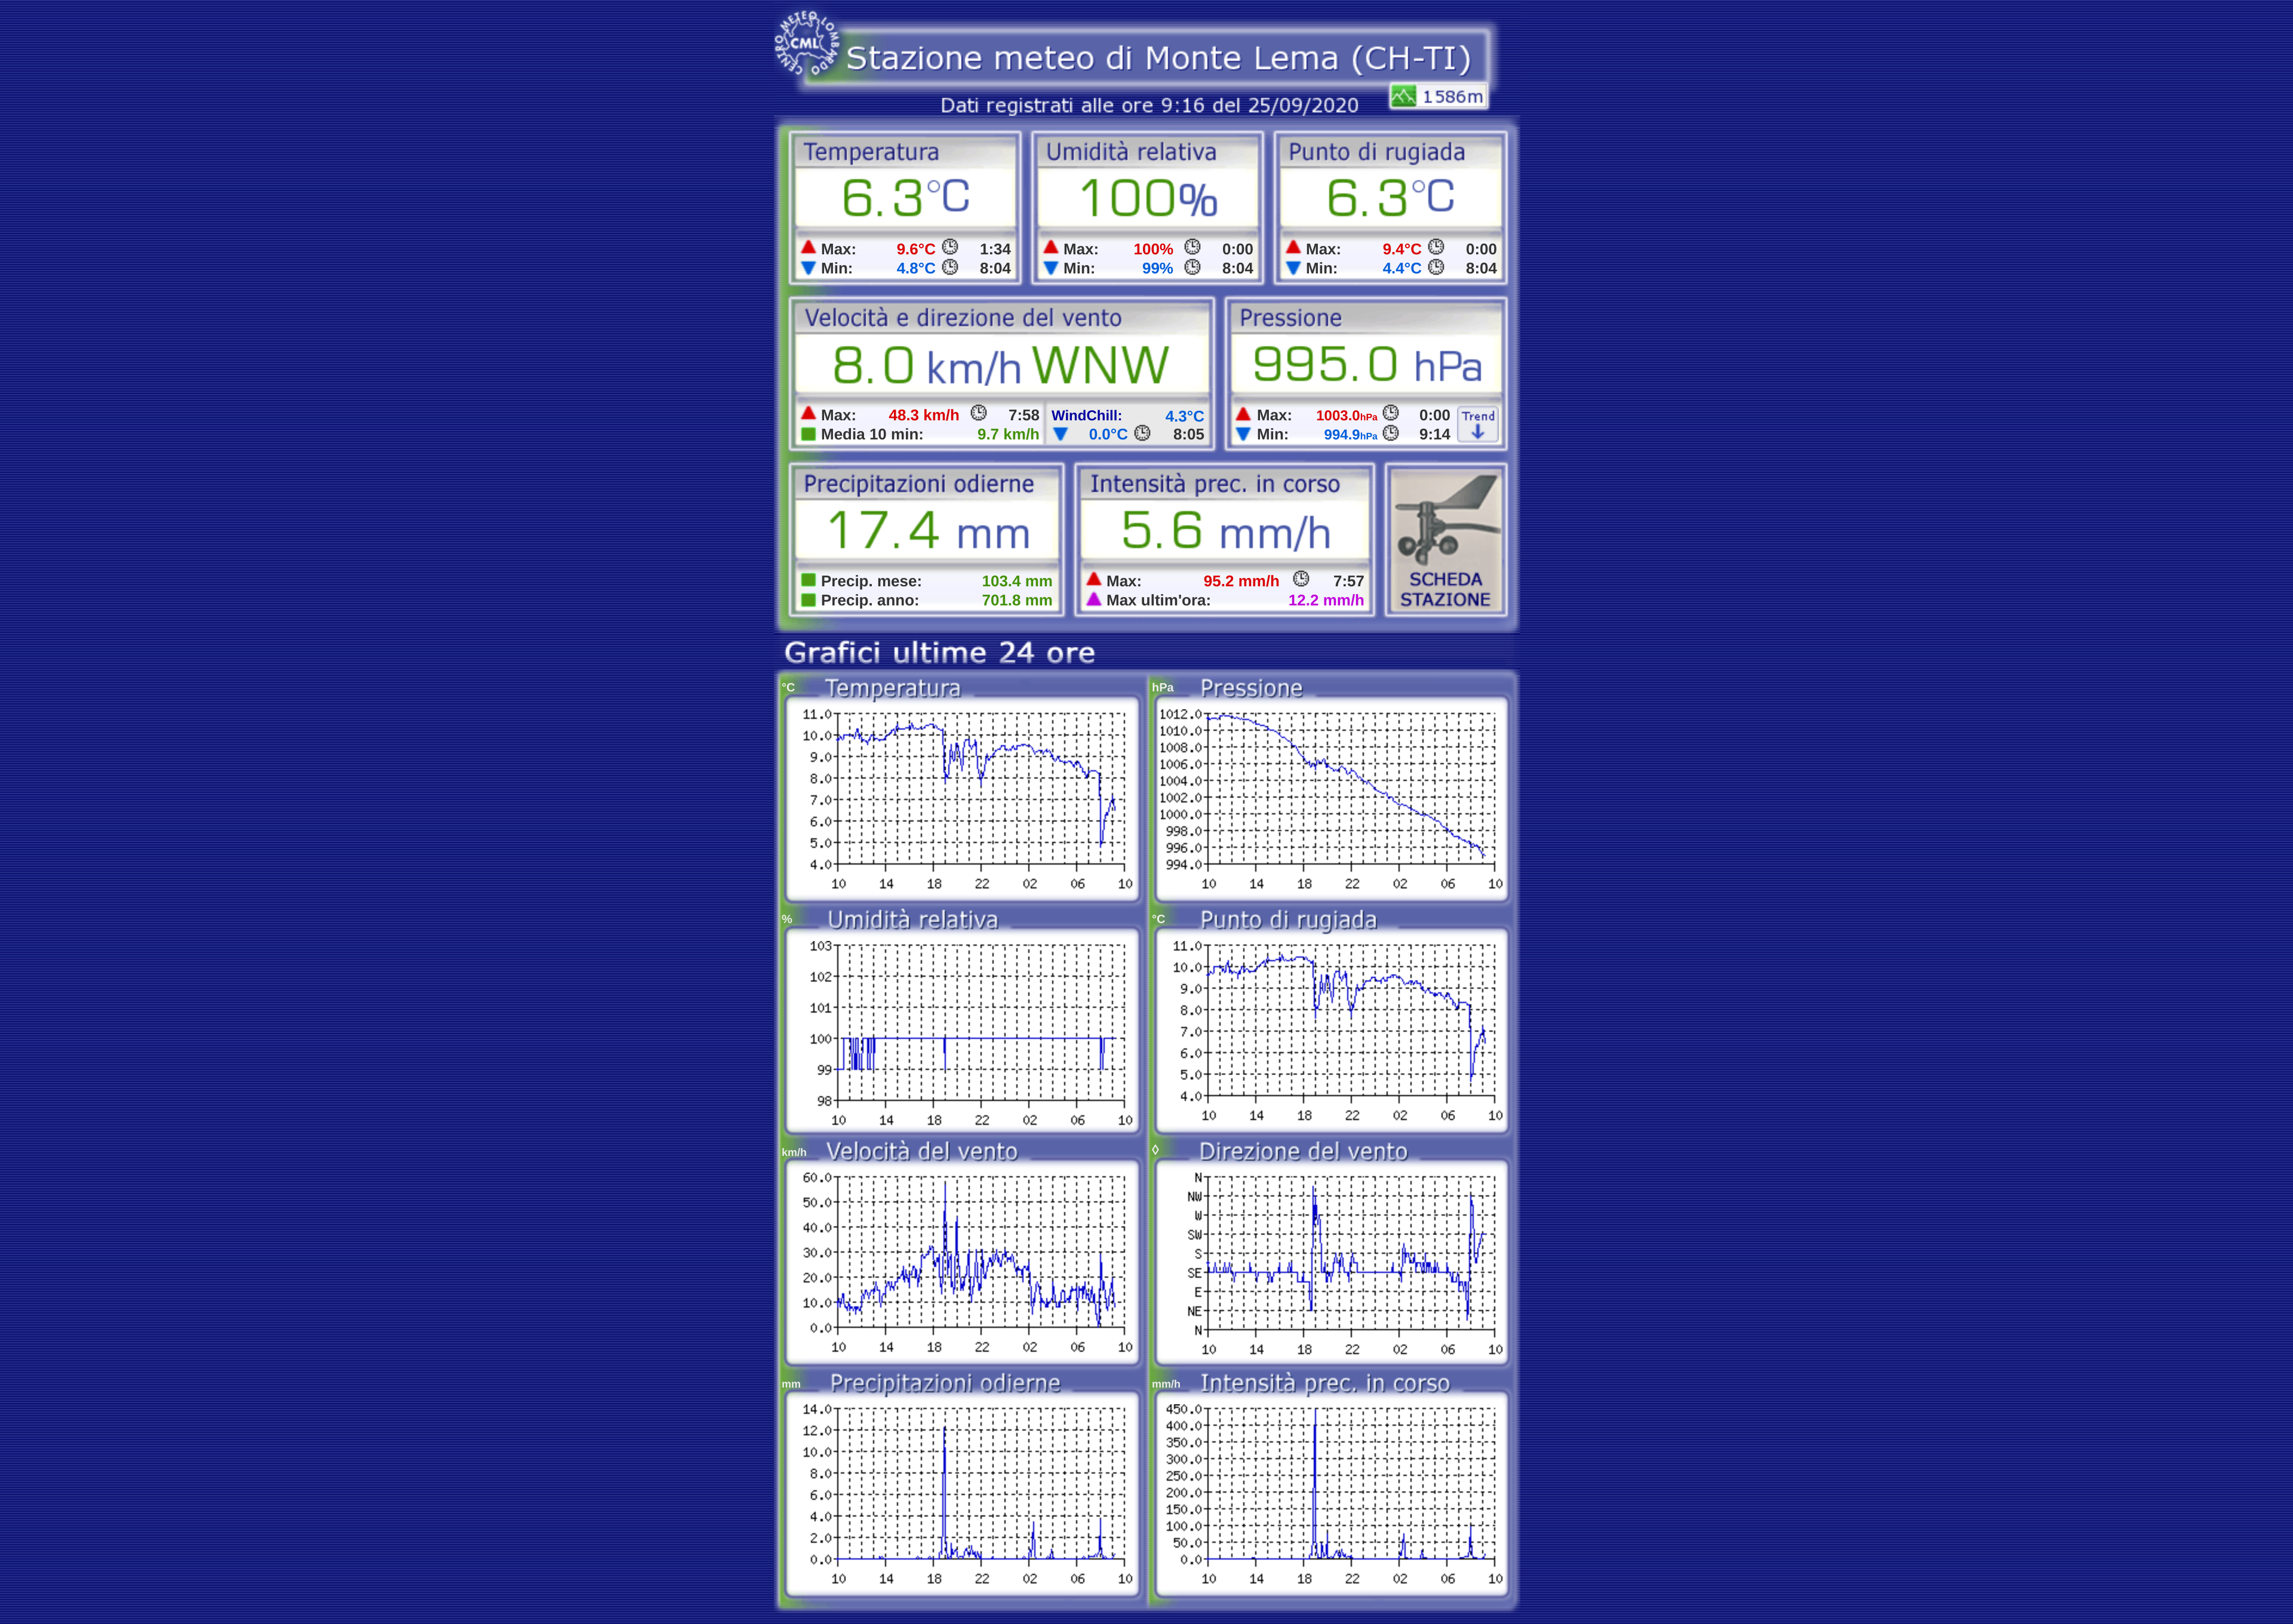 CENTRO METEO LOMBARDO
CML
Stazione meteo di Monte Lema (CH-TI)
1586m
Dati registrati alle ore 9:16 del 25/09/2020
Temperatura Umidità relativa Punto di rugiada
6.3°C 100% 6.3°C
Max: 9.6°C 1:34 Max: 100% 0:00 Max: 9.4°C 0:00
Min: 4.8°C 8:04 Min: 99% 8:04 Min: 4.4°C 8:04
Velocità e direzione del vento Pressione
8.0 km/h WNW 995.0 hPa
Max: 48.3 km/h 7:58 WindChill: 4.3°C Max: 1003.0hPa 0:00 Trend
Media 10 min: 9.7 km/h 0.0°C 8:05 Min: 994.9hPa 9:14
Precipitazioni odierne Intensità prec. in corso
17.4 mm 5.6 mm/h
Precip. mese: 103.4 mm Max: 95.2 mm/h 7:57 SCHEDA
Precip. anno: 701.8 mm Max ultim'ora: 12.2 mm/h STAZIONE
Grafici ultime 24 ore
°C Temperatura
11.0
10.0
9.0
8.0
7.0
6.0
5.0
4.0
10 14 18 22 02 06 10
hPa Pressione
1012.0
1010.0
1008.0
1006.0
1004.0
1002.0
1000.0
998.0
996.0
994.0
10 14 18 22 02 06 10
% Umidità relativa
103
102
101
100
99
98
10 14 18 22 02 06 10
°C Punto di rugiada
11.0
10.0
9.0
8.0
7.0
6.0
5.0
4.0
10 14 18 22 02 06 10
km/h Velocità del vento
60.0
50.0
40.0
30.0
20.0
10.0
0.0
10 14 18 22 02 06 10
◊ Direzione del vento
N
NW
W
SW
S
SE
E
NE
N
10 14 18 22 02 06 10
mm Precipitazioni odierne
14.0
12.0
10.0
8.0
6.0
4.0
2.0
0.0
10 14 18 22 02 06 10
mm/h Intensità prec. in corso
450.0
400.0
350.0
300.0
250.0
200.0
150.0
100.0
50.0
0.0
10 14 18 22 02 06 10